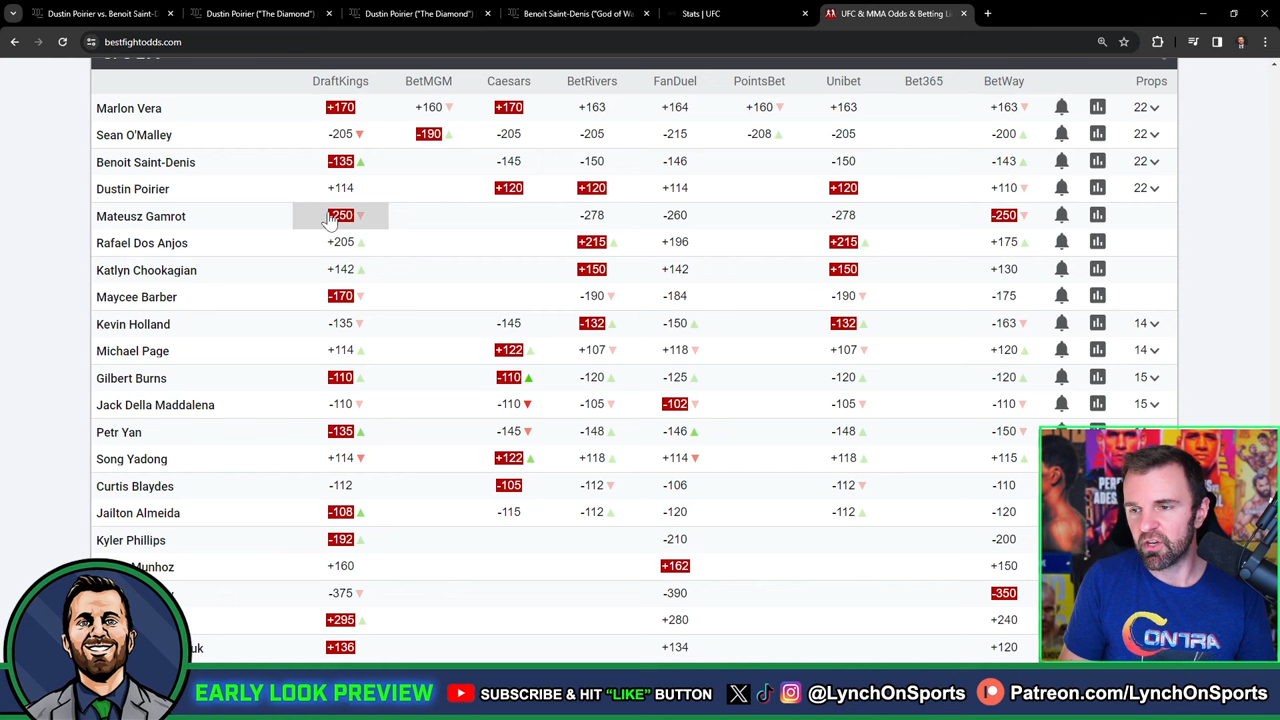 Dustin Poirier vs. Benoit Saint-D
Dustin Poirier ("The Diamond")
Dustin Poirier ("The Diamond")
Benoit Saint-Denis ("God of Wa
Stats | UFC
UFC & MMA Odds & Betting Li
bestfightodds.com
DraftKings BetMGM Caesars BetRivers FanDuel PointsBet Unibet Bet365 BetWay Props
Marlon Vera +170 +160 +170 +163 +164 +160 +163 +163 22
Sean O'Malley -205 -190 -205 -205 -215 -208 -205 -200 22
Benoit Saint-Denis -135 -145 -150 -146 -150 -143 22
Dustin Poirier +114 +120 +120 +114 +120 +110 22
Mateusz Gamrot -250 -278 -260 -278 -250
Rafael Dos Anjos +205 +215 +196 +215 +175
Katlyn Chookagian +142 +150 +142 +150 +130
Maycee Barber -170 -190 -184 -190 -175
Kevin Holland -135 -145 -132 -150 -132 -163 14
Michael Page +114 +122 +107 +118 +107 +120 14
Gilbert Burns -110 -110 -120 -125 -120 -120 15
Jack Della Maddalena -110 -110 -105 -102 -105 -110 15
Petr Yan -135 -145 -148 -146 -148 -150
Song Yadong +114 +122 +118 +114 +118 +115
Curtis Blaydes -112 -105 -112 -106 -112 -110
Jailton Almeida -108 -115 -112 -120 -112 -120
Kyler Phillips -192 -210 -200
Munhoz +160 +162 +150
-375 -390 -350
+295 +280 +240
uk +136 +134 +120
CONTRA
EARLY LOOK PREVIEW SUBSCRIBE & HIT "LIKE" BUTTON @LynchOnSports Patreon.com/LynchOnSports